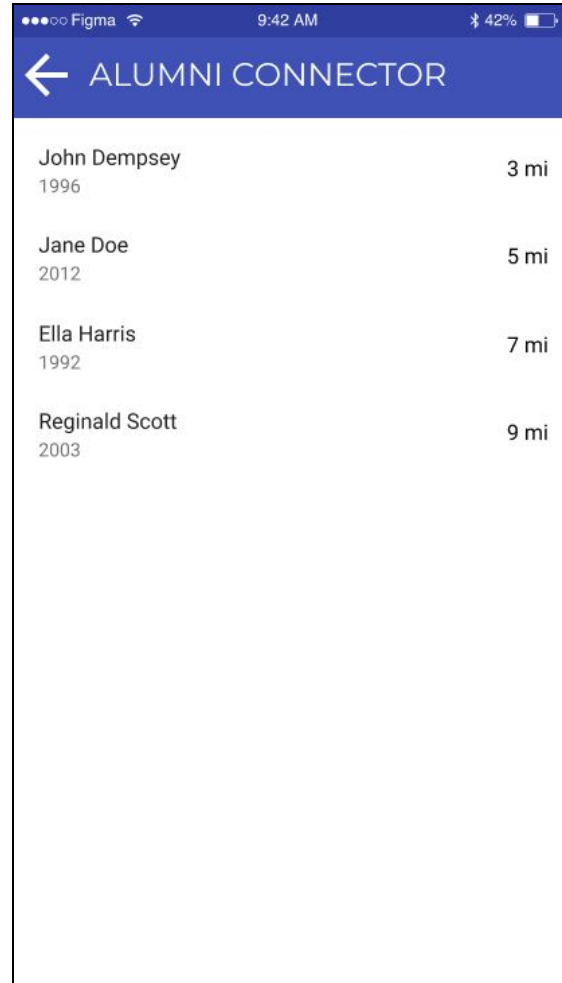 Figma 9:42 AM 42%
ALUMNI CONNECTOR
John Dempsey
1996
3 mi
Jane Doe
2012
5 mi
Ella Harris
1992
7 mi
Reginald Scott
2003
9 mi